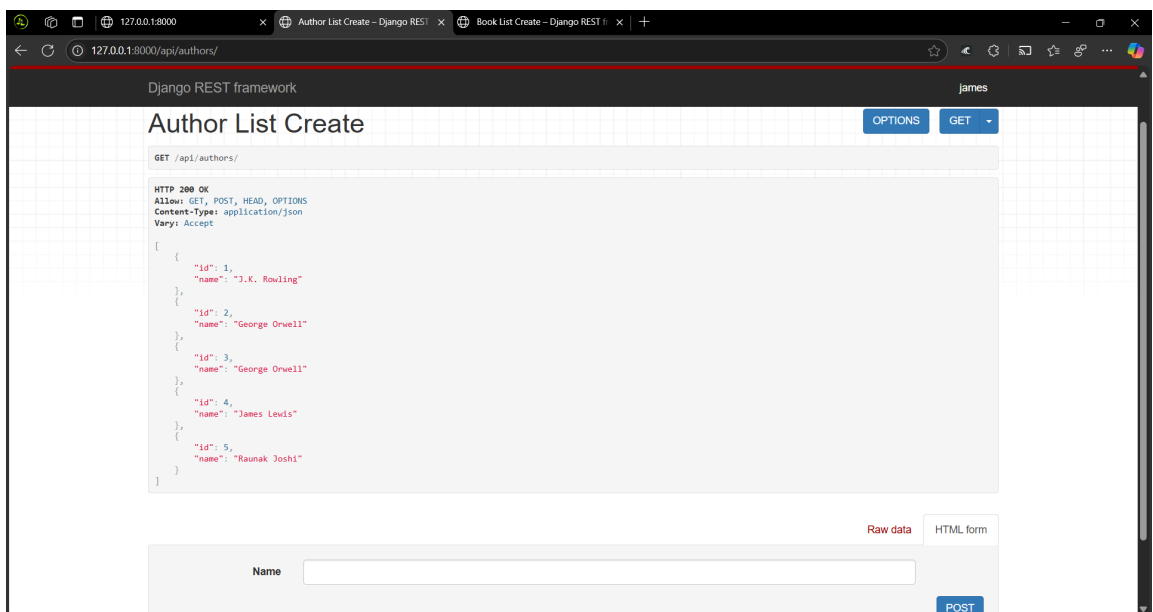 127.0.0.1:8000
Author List Create – Django REST
Book List Create – Django REST f
127.0.0.1:8000/api/authors/
Django REST framework
james
Author List Create
OPTIONS
GET
GET /api/authors/
HTTP 200 OK
Allow: GET, POST, HEAD, OPTIONS
Content-Type: application/json
Vary: Accept
[
    {
        "id": 1,
        "name": "J.K. Rowling"
    },
    {
        "id": 2,
        "name": "George Orwell"
    },
    {
        "id": 3,
        "name": "George Orwell"
    },
    {
        "id": 4,
        "name": "James Lewis"
    },
    {
        "id": 5,
        "name": "Raunak Joshi"
    }
]
Raw data
HTML form
Name
POST